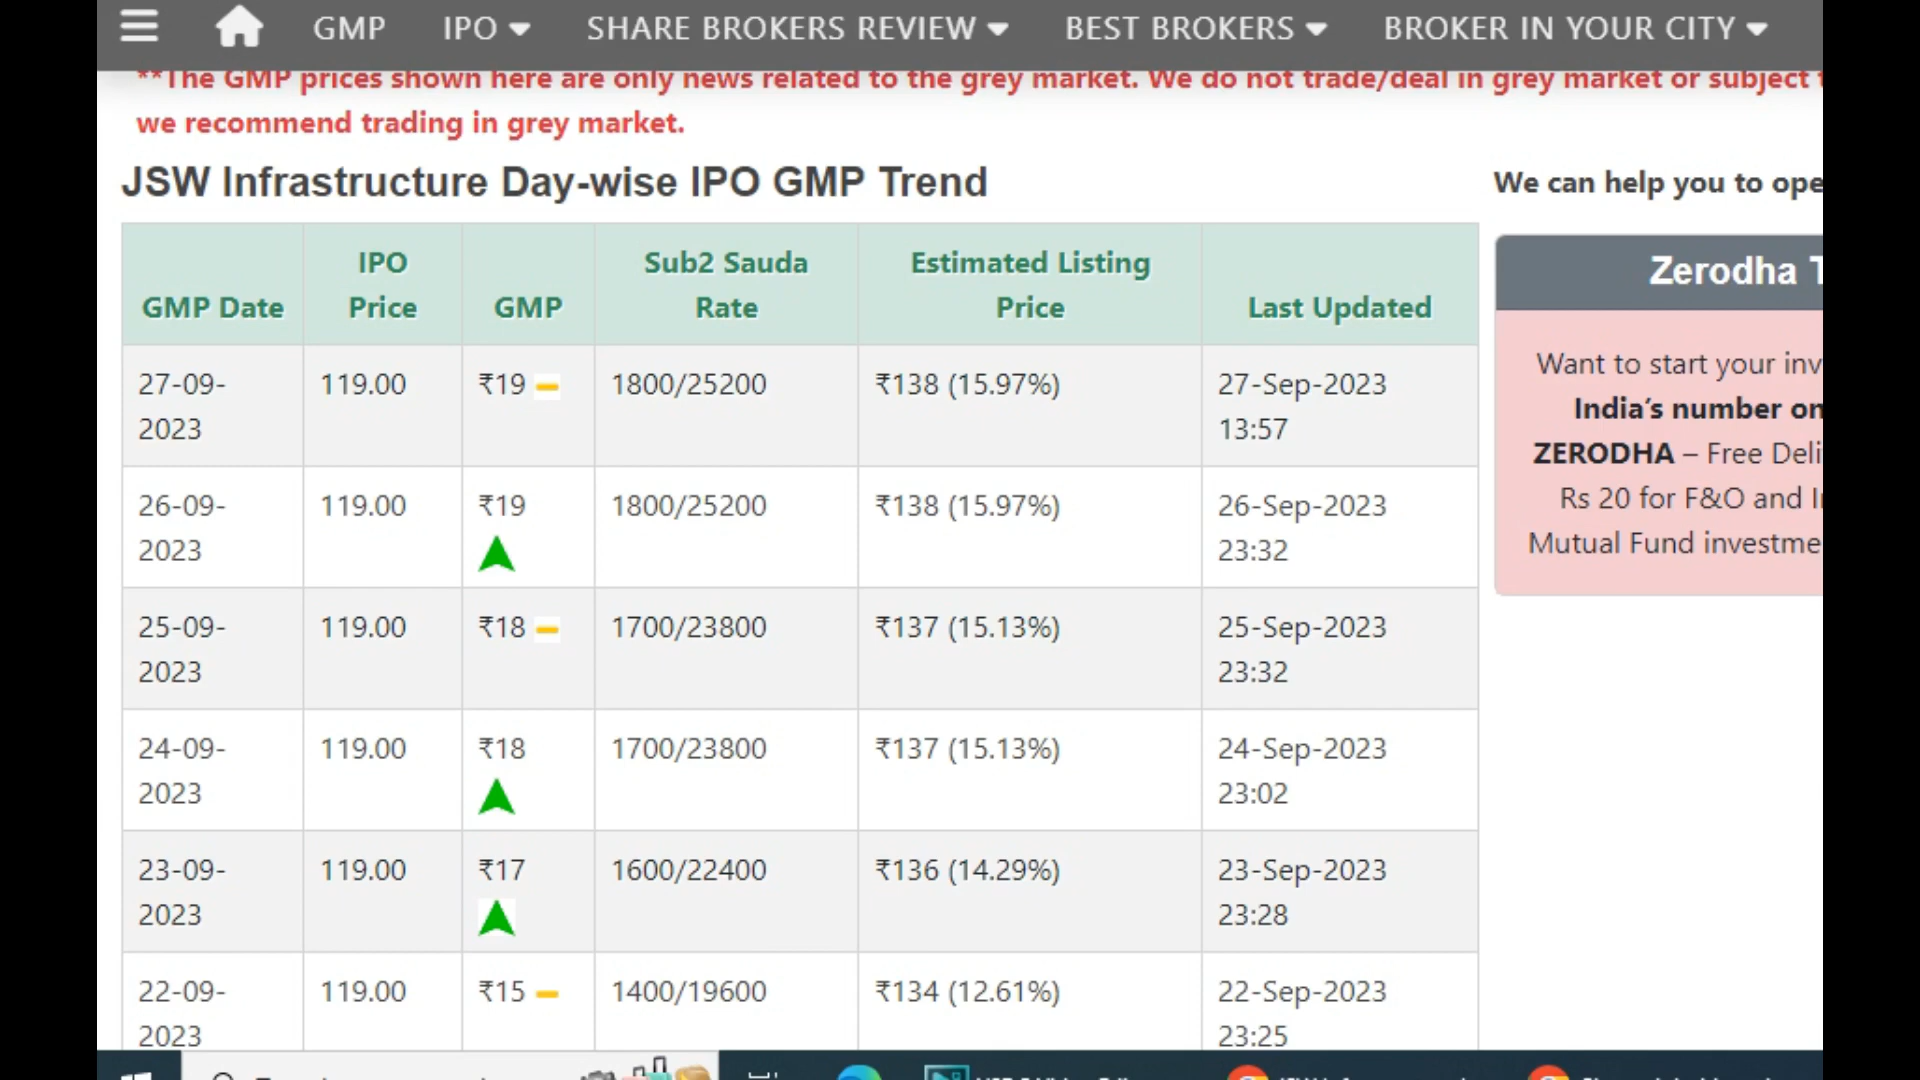 GMP IPO SHARE BROKERS REVIEW BEST BROKERS BROKER IN YOUR CITY
**The GMP prices shown here are only news related to the grey market. We do not trade/deal in grey market or subject
we recommend trading in grey market.
JSW Infrastructure Day-wise IPO GMP Trend
GMP Date IPO Price GMP Sub2 Sauda Rate Estimated Listing Price Last Updated
27-09-2023 119.00 ₹19 1800/25200 ₹138 (15.97%) 27-Sep-2023 13:57
26-09-2023 119.00 ₹19 1800/25200 ₹138 (15.97%) 26-Sep-2023 23:32
25-09-2023 119.00 ₹18 1700/23800 ₹137 (15.13%) 25-Sep-2023 23:32
24-09-2023 119.00 ₹18 1700/23800 ₹137 (15.13%) 24-Sep-2023 23:02
23-09-2023 119.00 ₹17 1600/22400 ₹136 (14.29%) 23-Sep-2023 23:28
22-09-2023 119.00 ₹15 1400/19600 ₹134 (12.61%) 22-Sep-2023 23:25
We can help you to ope
Zerodha
Want to start your inv
India's number on
ZERODHA – Free Deli
Rs 20 for F&O and I
Mutual Fund investme